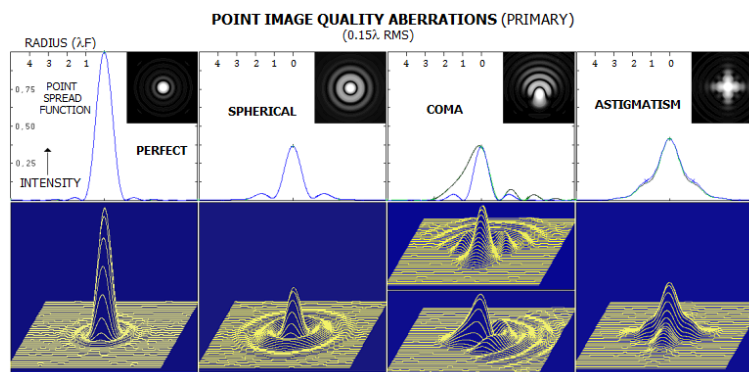 POINT IMAGE QUALITY ABERRATIONS (PRIMARY)
(0.15λ RMS)
RADIUS (λF)
4 3 2 1
4 3 2 1 0
4 3 2 1 0
4 3 2 1 0
0.75
0.50
0.25
POINT
SPREAD
FUNCTION
INTENSITY
PERFECT
SPHERICAL
COMA
ASTIGMATISM